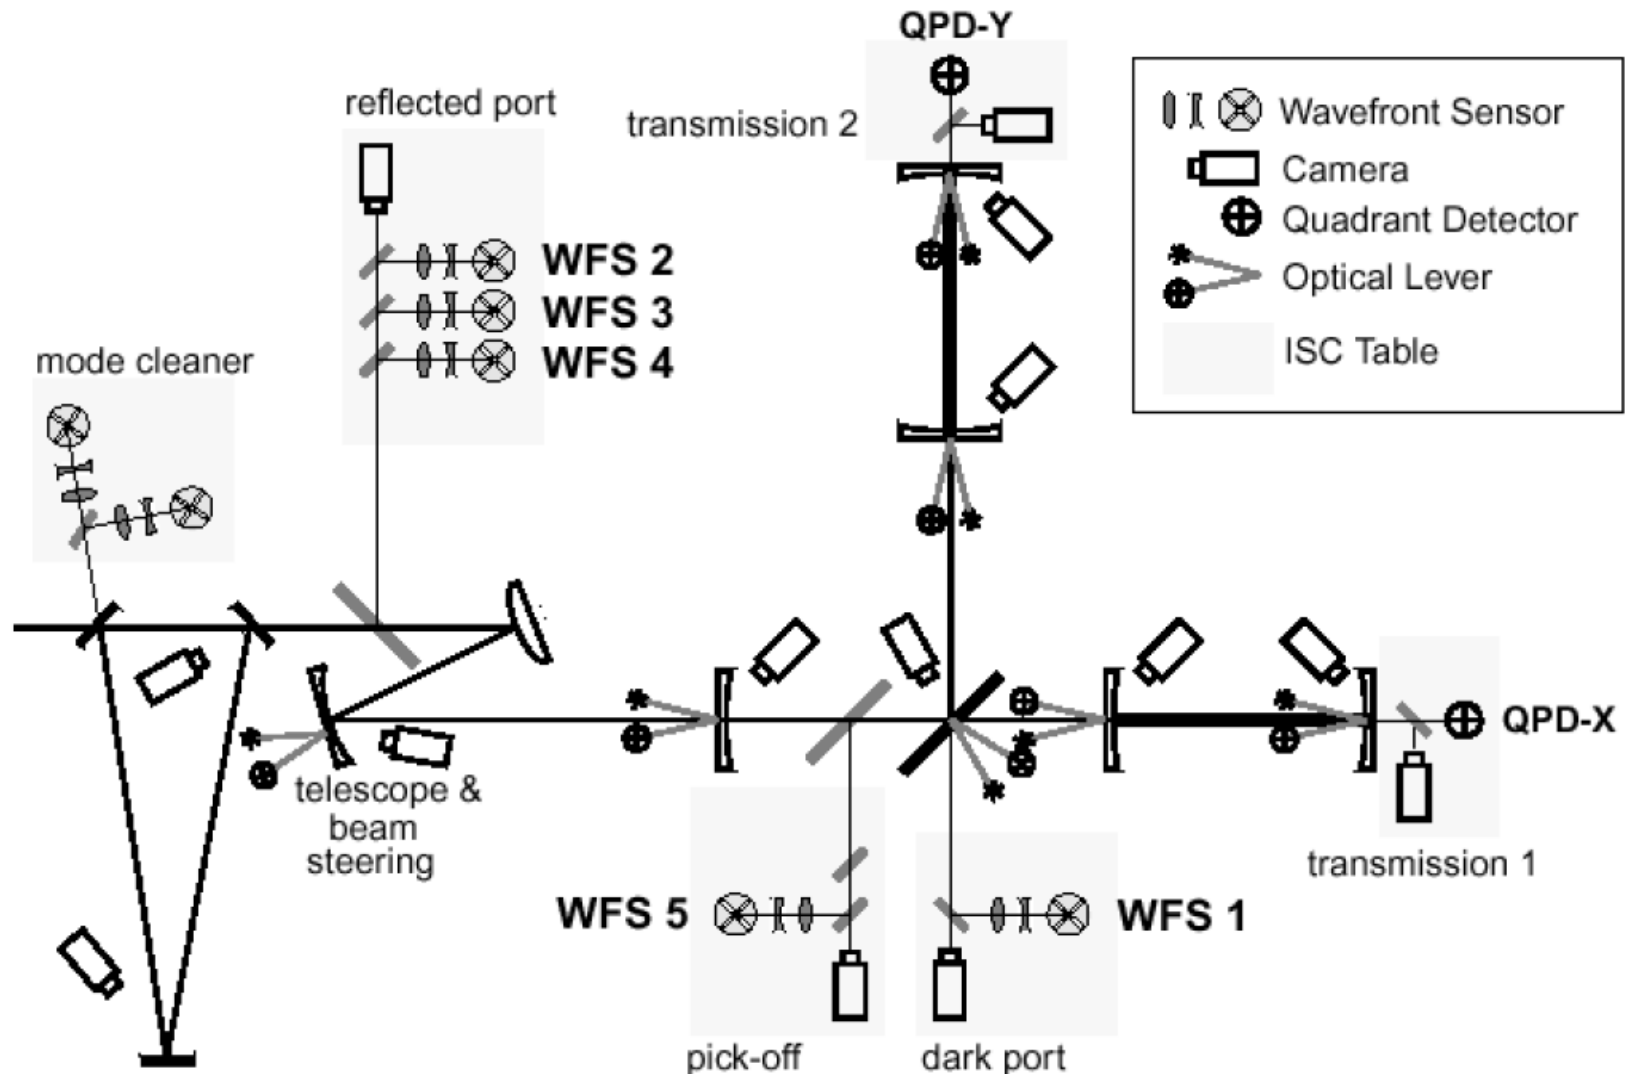 QPD-Y
reflected port
transmission 2
Wavefront Sensor
Camera
Quadrant Detector
Optical Lever
ISC Table
WFS 2
WFS 3
WFS 4
mode cleaner
QPD-X
telescope &
beam
steering
transmission 1
WFS 5
WFS 1
pick-off
dark port